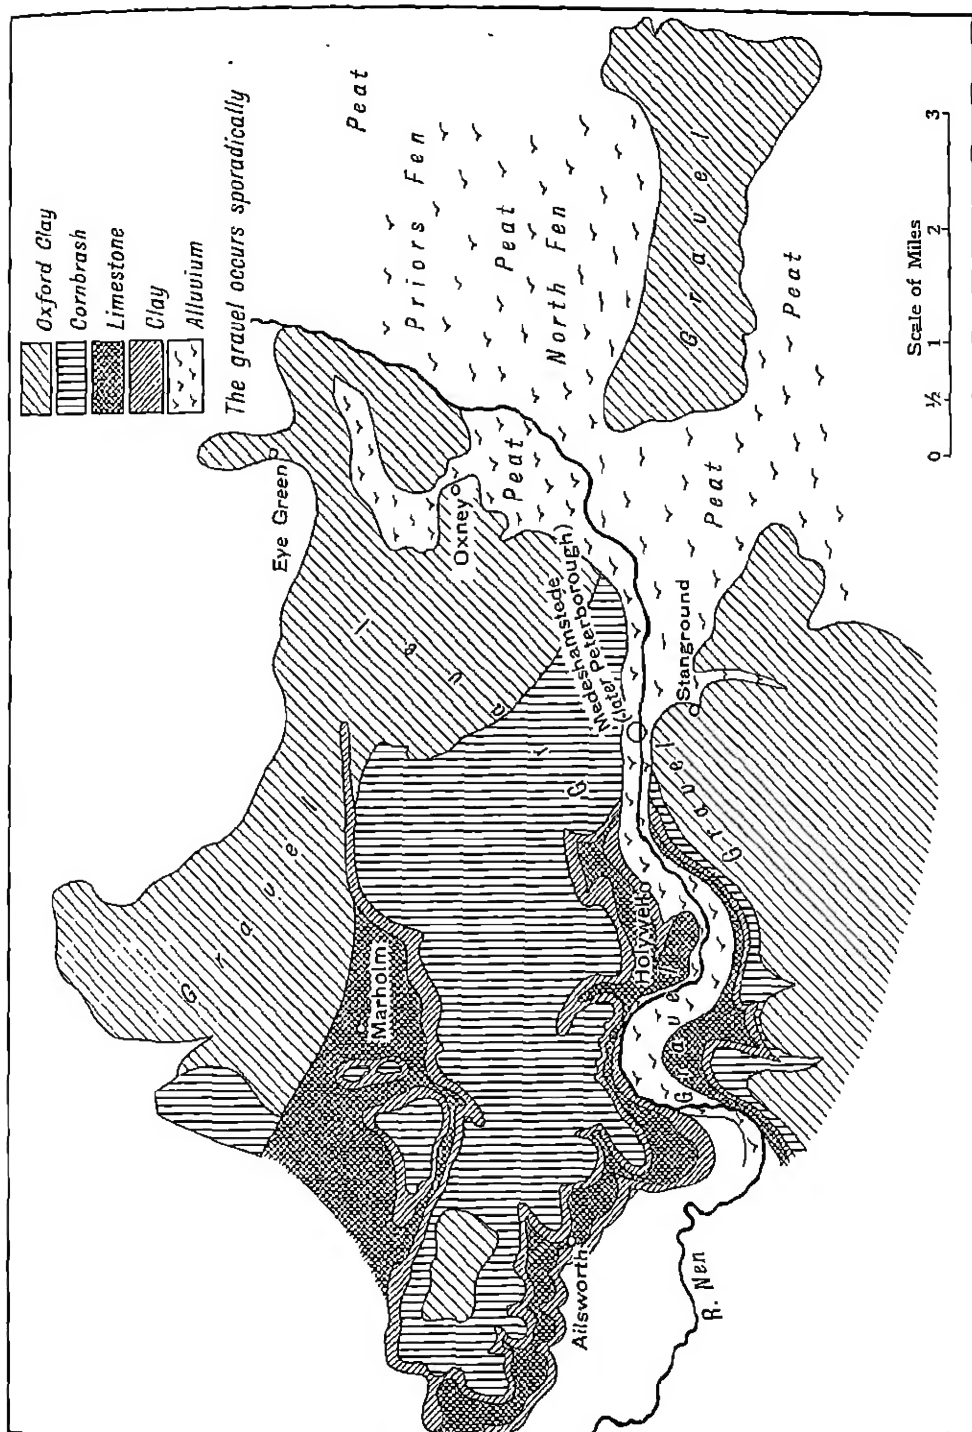 Oxford Clay
Cornbrash
Limestone
Clay
Alluvium
The gravel occurs sporadically
Peat
Priors Fen
Peat
North Fen
Gravel
Peat
Peat
Peat
Eye Green
Oxney
Medeshamstede
(later Peterborough)
Stanground
Gravel
Gravel
Gravel
Gravel
Marholm
Holywell
Ailsworth
R. Nen
0 ½ 1 2 3
Scale of Miles